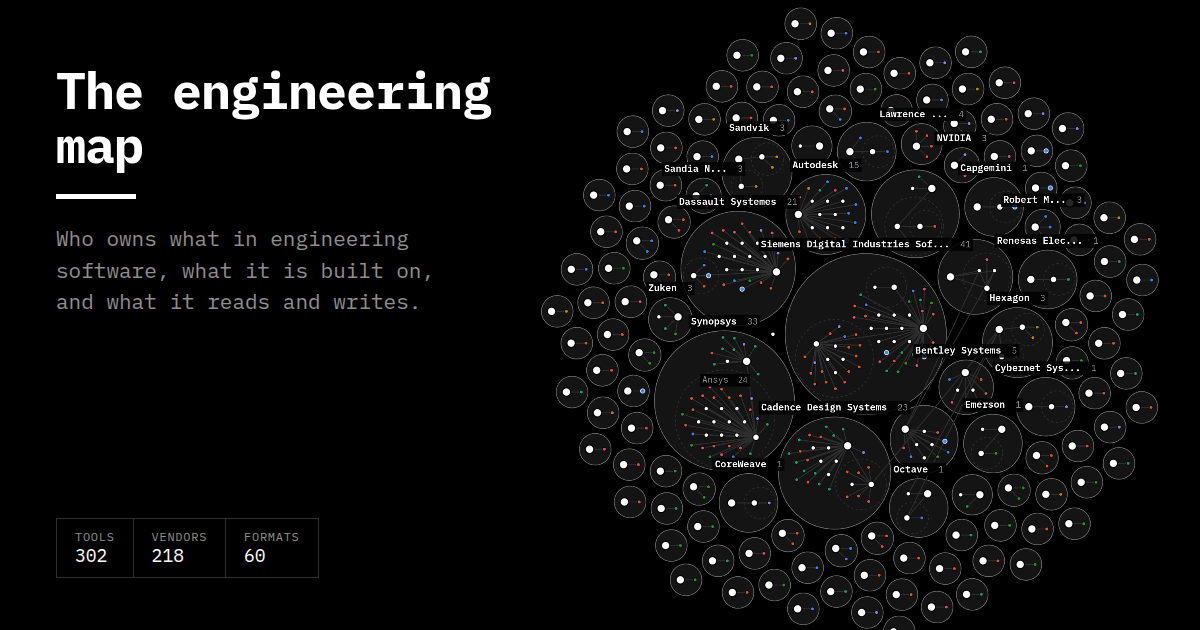 The engineering
map
Who owns what in engineering
software, what it is built on,
and what it reads and writes.
TOOLS
302
VENDORS
218
FORMATS
60
Lawrence ... 4
Sandvik 3
NVIDIA 3
Autodesk 15
Sandia N... 3
Capgemini 1
Dassault Systemes 21
Robert M... 3
Siemens Digital Industries Sof... 41
Renesas Elec... 1
Zuken 3
Hexagon 3
Synopsys 33
Bentley Systems 5
Cybernet Sys... 1
Ansys 24
Cadence Design Systems 23
Emerson 1
CoreWeave 1
Octave 1